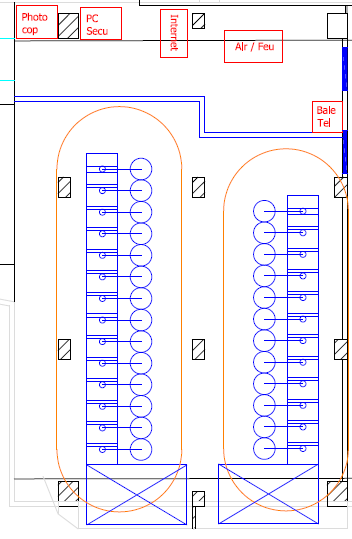 Photo
cop
PC
Secu
Internet
Alr / Feu
Bale
Tel